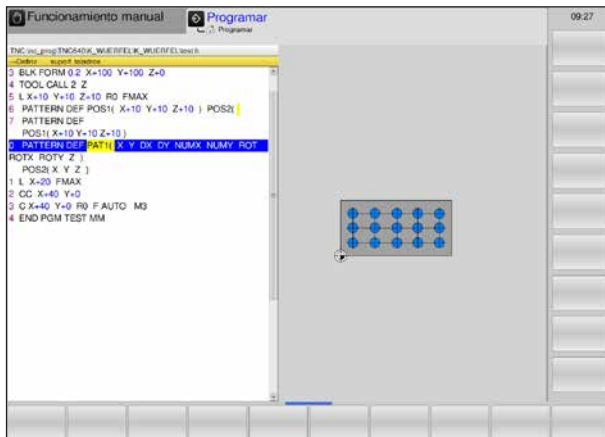 Funcionamiento manual
Programar
Programar
09:27
TNC:\nc_prog\TNC640\K_WUERFEL\K_WUERFEL\test.h
3 BLK FORM 0.2 X+100 Y+100 Z+0
4 TOOL CALL 2 Z
5 L X+10 Y+10 Z+10 R0 FMAX
6 PATTERN DEF POS1( X+10 Y+10 Z+10 ) POS2(
7 PATTERN DEF
POS1( X+10 Y+10 Z+10 )
0 PATTERN DEF PAT1( X Y DX DY NUMX NUMY ROT
ROTX ROTY Z )
POS2( X Y Z )
1 L X+20 FMAX
2 CC X+40 Y+0
3 C X+40 Y+0 R0 F AUTO M3
4 END PGM TEST MM